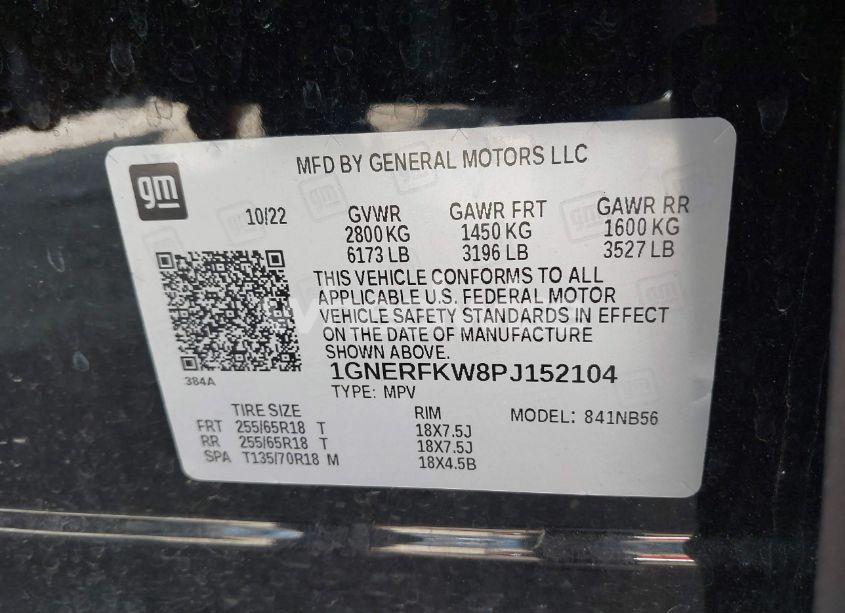 MFD BY GENERAL MOTORS LLC
gm
10/22
GVWR GAWR FRT GAWR RR
2800 KG 1450 KG 1600 KG
6173 LB 3196 LB 3527 LB
THIS VEHICLE CONFORMS TO ALL
APPLICABLE U.S. FEDERAL MOTOR
VEHICLE SAFETY STANDARDS IN EFFECT
ON THE DATE OF MANUFACTURE
SHOWN ABOVE.
384A
1GNERFKW8PJ152104
TYPE: MPV
TIRE SIZE RIM MODEL: 841NB56
FRT 255/65R18 T 18X7.5J
RR 255/65R18 T 18X7.5J
SPA T135/70R18 M 18X4.5B